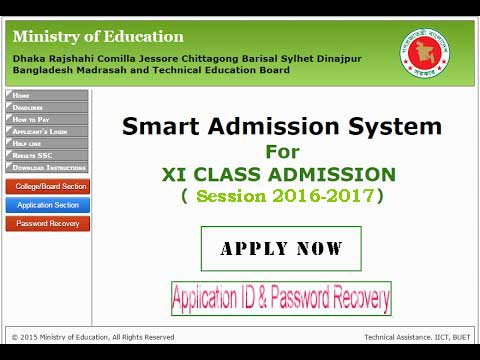 Ministry of Education
Dhaka Rajshahi Comilla Jessore Chittagong Barisal Sylhet Dinajpur
Bangladesh Madrasah and Technical Education Board
Home
Deadlines
How to Pay
Applicant's Login
Help line
Results SSC
Download Instructions
College/Board Section
Application Section
Password Recovery
Smart Admission System
For
XI CLASS ADMISSION
( Session 2016-2017)
APPLY NOW
Application ID & Password Recovery
© 2015 Ministry of Education, All Rights Reserved
Technical Assistance. IICT, BUET